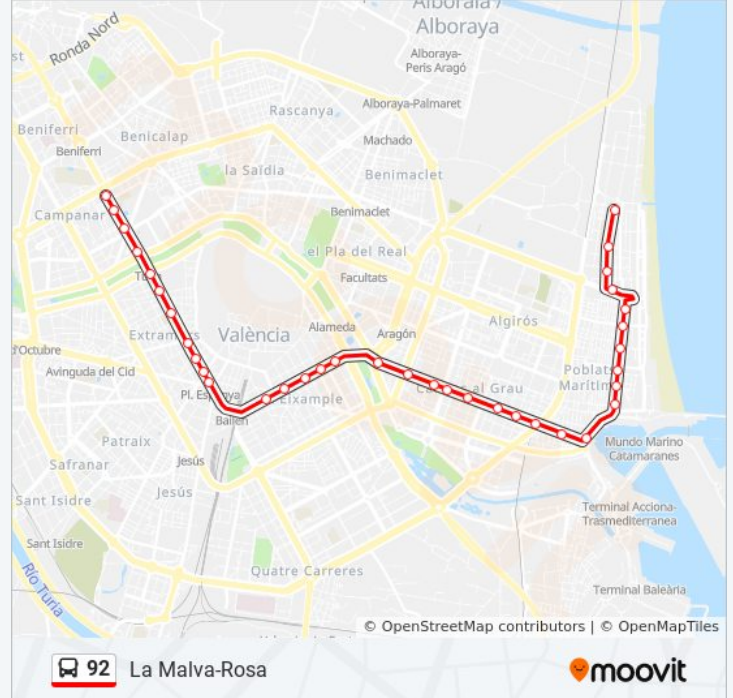 Alboraia /
Alboraya
Ronda Nord
Alboraya-
Peris Aragó
Rascanya
Alboraya-Palmaret
Beniferri
Benicalap
Machado
Beniferri
la Saïdia
Benimaclet
Campanar
Benimaclet
el Pla del Real
Facultats
Extramurs
València
Alameda
Aragón
Algirós
d'Octubre
Avinguda del Cid
Poblats
Pl. Espanya
Eixample
Bailén
Patraix
Mundo Marino
Catamaranes
Safranar
Jesús
Sant Isidre
Jesús
Terminal Acciona-
Trasmediterranea
Sant Isidre
Quatre Carreres
Río Turia
Terminal Baleària
© OpenStreetMap contributors | © OpenMapTiles
92 La Malva-Rosa
moovit